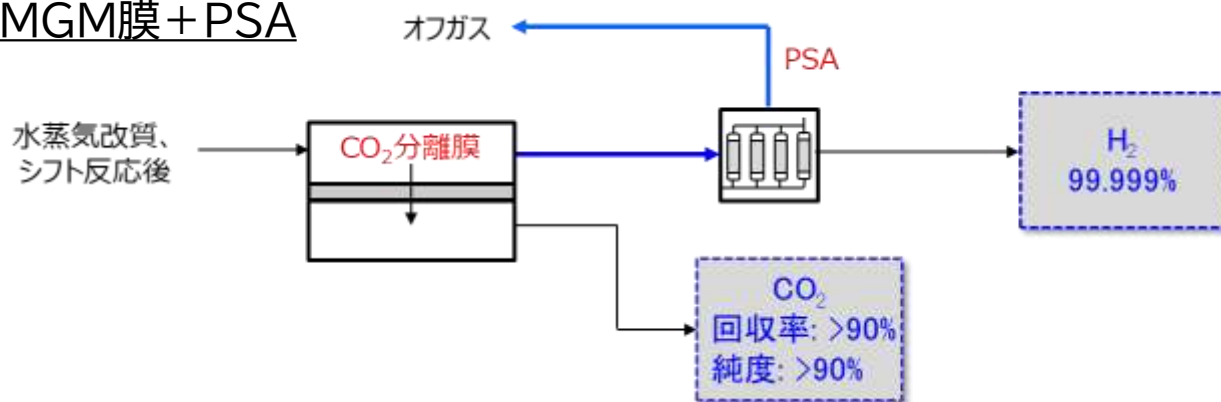 MGM膜＋PSA
オフガス
PSA
水蒸気改質、
シフト反応後
CO₂分離膜
H₂
99.999%
CO₂
回収率: >90%
純度: >90%